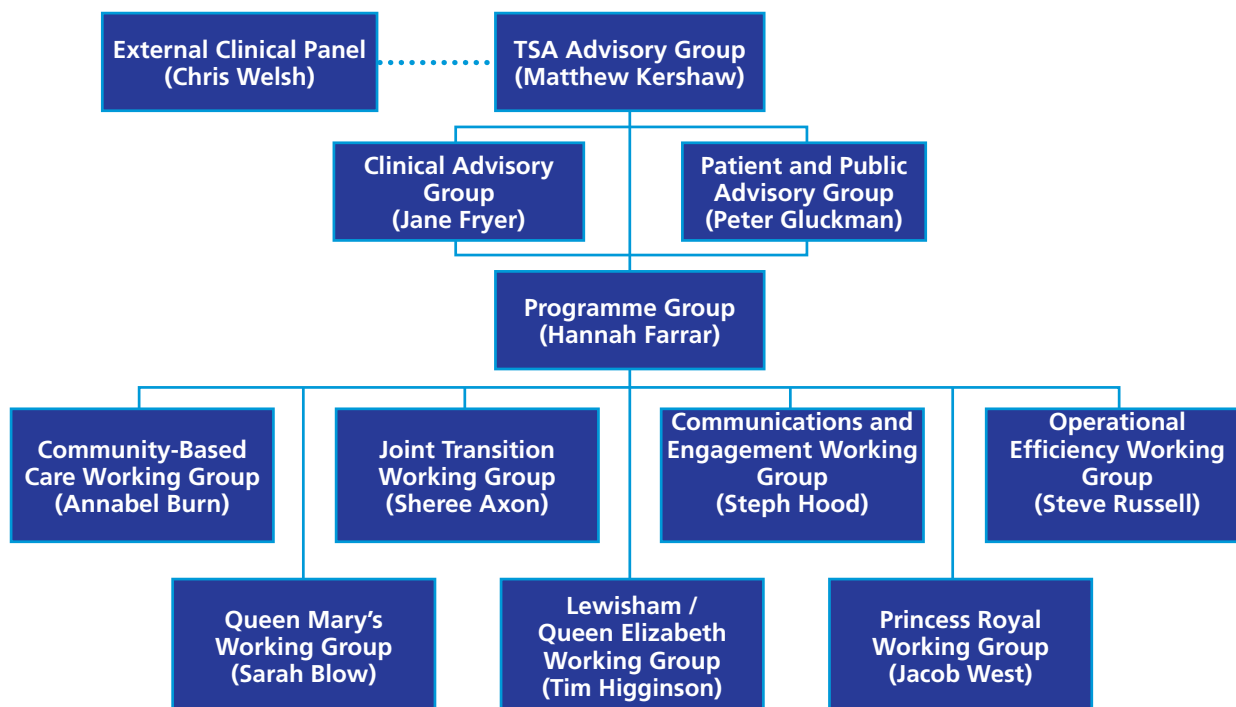 External Clinical Panel
(Chris Welsh)
TSA Advisory Group
(Matthew Kershaw)
Clinical Advisory
Group
(Jane Fryer)
Patient and Public
Advisory Group
(Peter Gluckman)
Programme Group
(Hannah Farrar)
Community-Based
Care Working Group
(Annabel Burn)
Joint Transition
Working Group
(Sheree Axon)
Communications and
Engagement Working
Group
(Steph Hood)
Operational
Efficiency Working
Group
(Steve Russell)
Queen Mary’s
Working Group
(Sarah Blow)
Lewisham /
Queen Elizabeth
Working Group
(Tim Higginson)
Princess Royal
Working Group
(Jacob West)